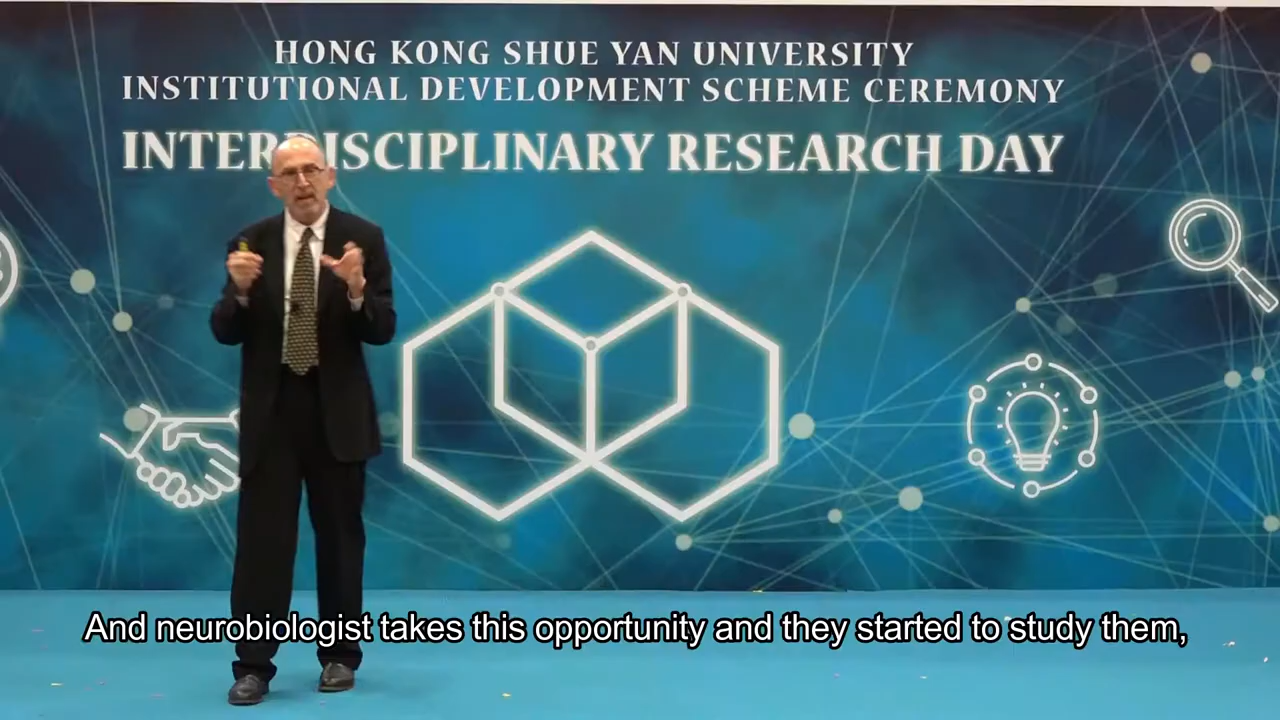 HONG KONG SHUE YAN UNIVERSITY
INSTITUTIONAL DEVELOPMENT SCHEME CEREMONY
INTERDISCIPLINARY RESEARCH DAY
And neurobiologist takes this opportunity and they started to study them,